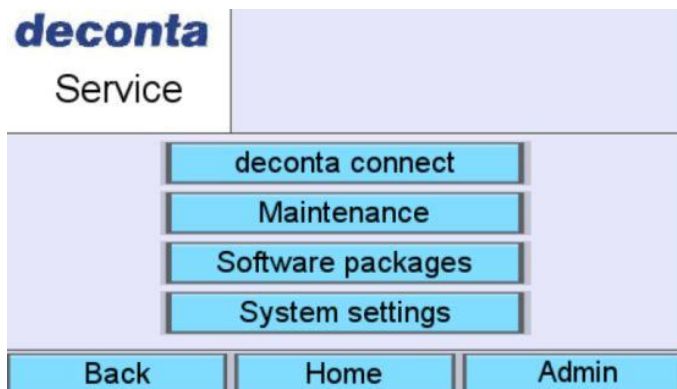 deconta
Service
deconta connect
Maintenance
Software packages
System settings
Back Home Admin